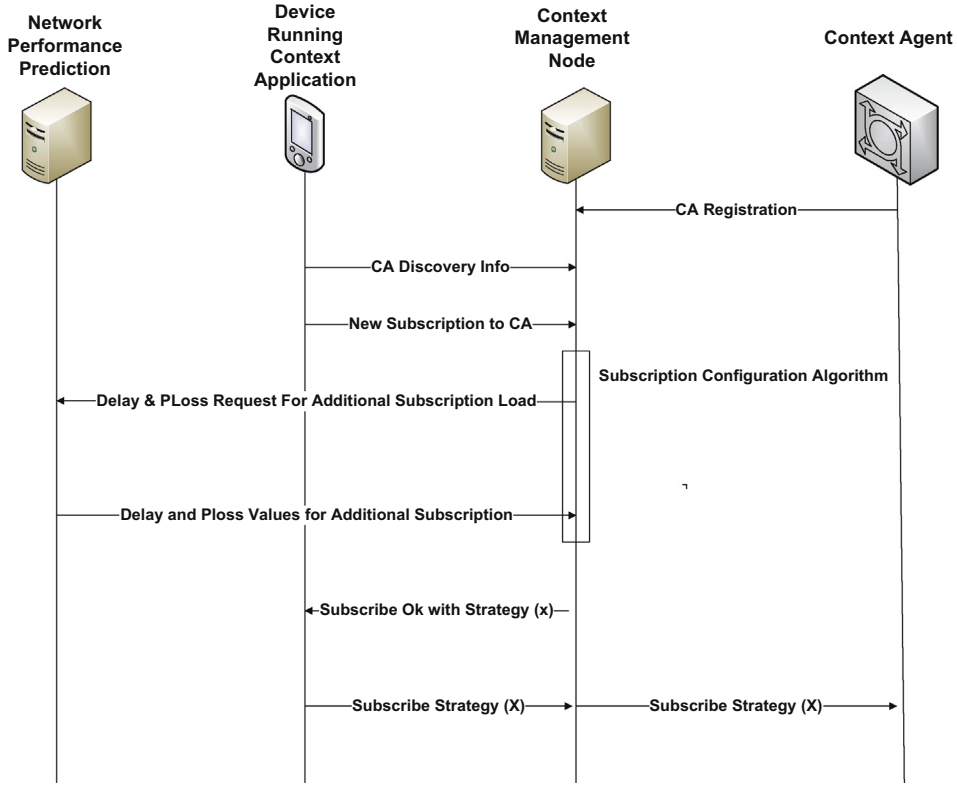 Network
Performance
Prediction
Device
Running
Context
Application
Context
Management
Node
Context Agent
CA Registration
CA Discovery Info
New Subscription to CA
Subscription Configuration Algorithm
Delay & PLoss Request For Additional Subscription Load
Delay and Ploss Values for Additional Subscription
Subscribe Ok with Strategy (x)
Subscribe Strategy (X)
Subscribe Strategy (X)